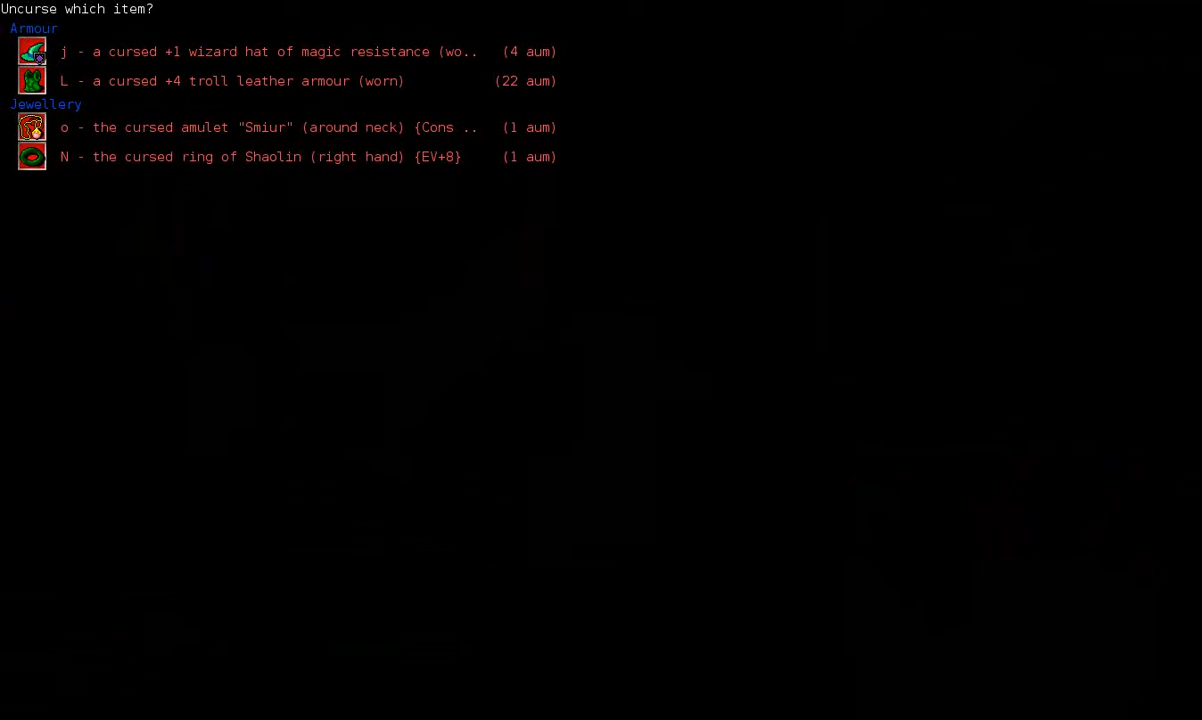 Uncurse which item?
Armour
j - a cursed +1 wizard hat of magic resistance (wo.. (4 aum)
L - a cursed +4 troll leather armour (worn) (22 aum)
Jewellery
o - the cursed amulet "Smiur" (around neck) {Cons .. (1 aum)
N - the cursed ring of Shaolin (right hand) {EV+8} (1 aum)